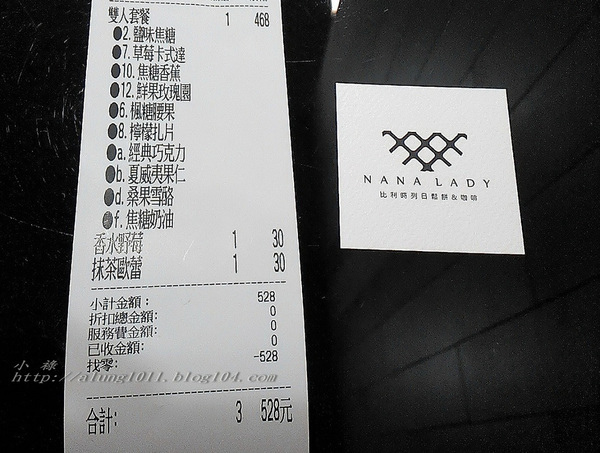 雙人套餐 1 468
●2.鹽味焦糖
●7.草莓卡式達
●10.焦糖香蕉
●12.鮮果玫瑰園
●6.楓糖腰果
●8.檸檬扎片
●a.經典巧克力
●b.夏威夷果仁
●d.桑果雪酪
●f.焦糖奶油
香水野莓 1 30
抹茶歐蕾 1 30
小計金額: 528
折扣總金額: 0
服務費金額: 0
已收金額: 0
找零: -528
合計: 3 528元
NANA LADY
比利時列日鬆餅&咖啡
小祿
http://alung1011.blog104.com